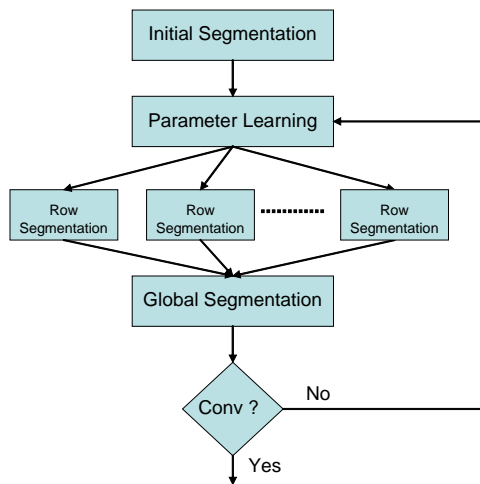 Initial Segmentation
Parameter Learning
Row
Segmentation
Row
Segmentation
Row
Segmentation
Global Segmentation
Conv ?
No
Yes